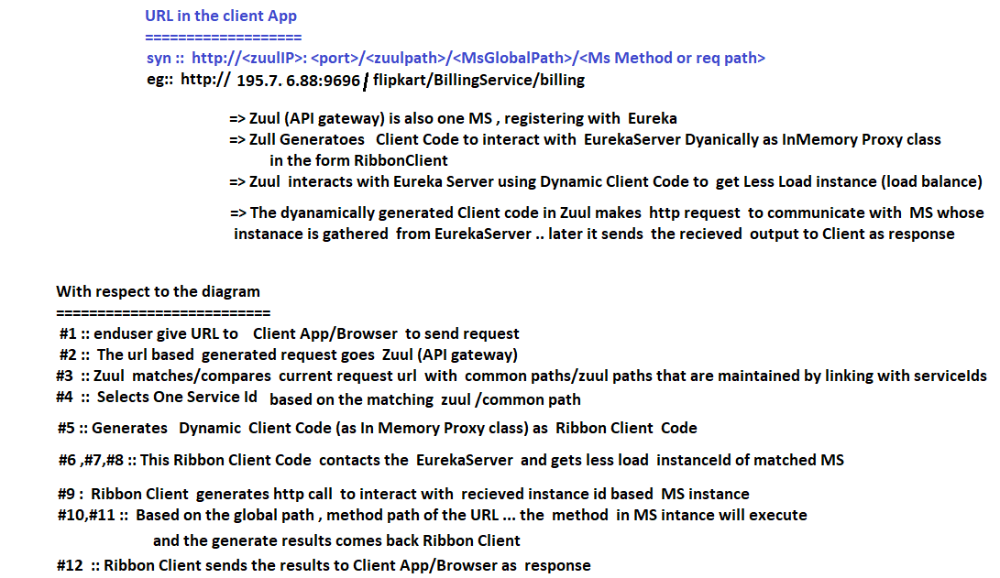 URL in the client App
===================
syn :: http://<zuulIP>: <port>/<zuulpath>/<MsGlobalPath>/<Ms Method or req path>
eg:: http:// 195.7. 6.88:9696 / flipkart/BillingService/billing
=> Zuul (API gateway) is also one MS , registering with Eureka
=> Zull Generatoes Client Code to interact with EurekaServer Dyanically as InMemory Proxy class
in the form RibbonClient
=> Zuul interacts with Eureka Server using Dynamic Client Code to get Less Load instance (load balance)
=> The dyanamically generated Client code in Zuul makes http request to communicate with MS whose
instanace is gathered from EurekaServer .. later it sends the recieved output to Client as response
With respect to the diagram
==========================
#1 :: enduser give URL to Client App/Browser to send request
#2 :: The url based generated request goes Zuul (API gateway)
#3 :: Zuul matches/compares current request url with common paths/zuul paths that are maintained by linking with serviceIds
#4 :: Selects One Service Id based on the matching zuul /common path
#5 :: Generates Dynamic Client Code (as In Memory Proxy class) as Ribbon Client Code
#6 ,#7,#8 :: This Ribbon Client Code contacts the EurekaServer and gets less load instanceId of matched MS
#9 : Ribbon Client generates http call to interact with recieved instance id based MS instance
#10,#11 :: Based on the global path , method path of the URL ... the method in MS intance will execute
and the generate results comes back Ribbon Client
#12 :: Ribbon Client sends the results to Client App/Browser as response